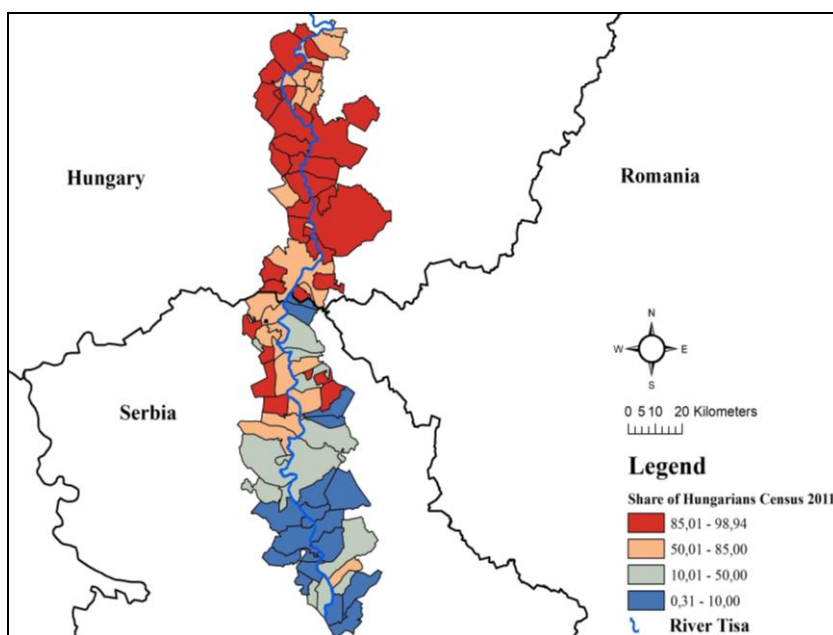 Hungary
Romania
Serbia
N
W E
S
0 5 10 20 Kilometers
Legend
Share of Hungarians Census 2011
85,01 - 98,94
50,01 - 85,00
10,01 - 50,00
0,31 - 10,00
River Tisa